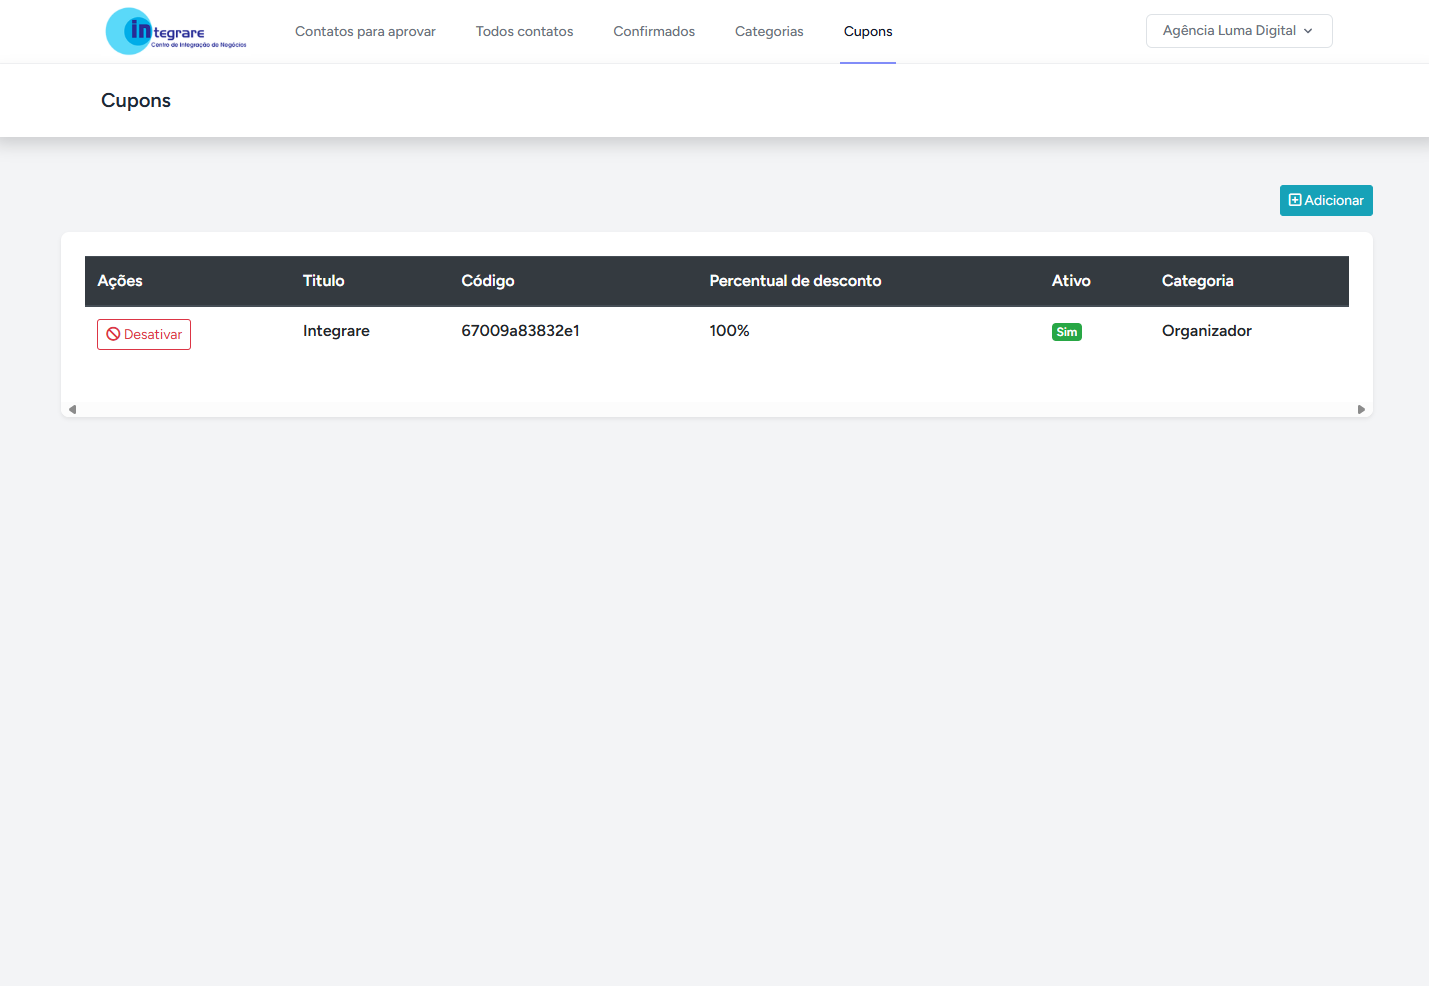 integrare
Centro de Integração de Negócios
Contatos para aprovar
Todos contatos
Confirmados
Categorias
Cupons
Agência Luma Digital
Cupons
Adicionar
Ações Titulo Código Percentual de desconto Ativo Categoria
Desativar Integrare 67009a83832e1 100% Sim Organizador